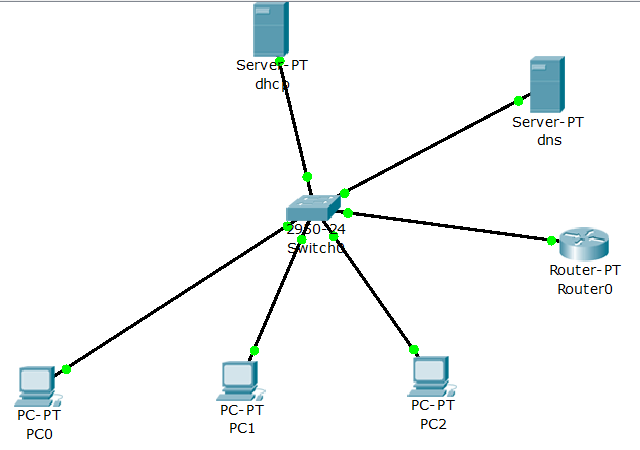 Server-PT
dhcp
Server-PT
dns
2950-24
Switch0
Router-PT
Router0
PC-PT
PC0
PC-PT
PC1
PC-PT
PC2